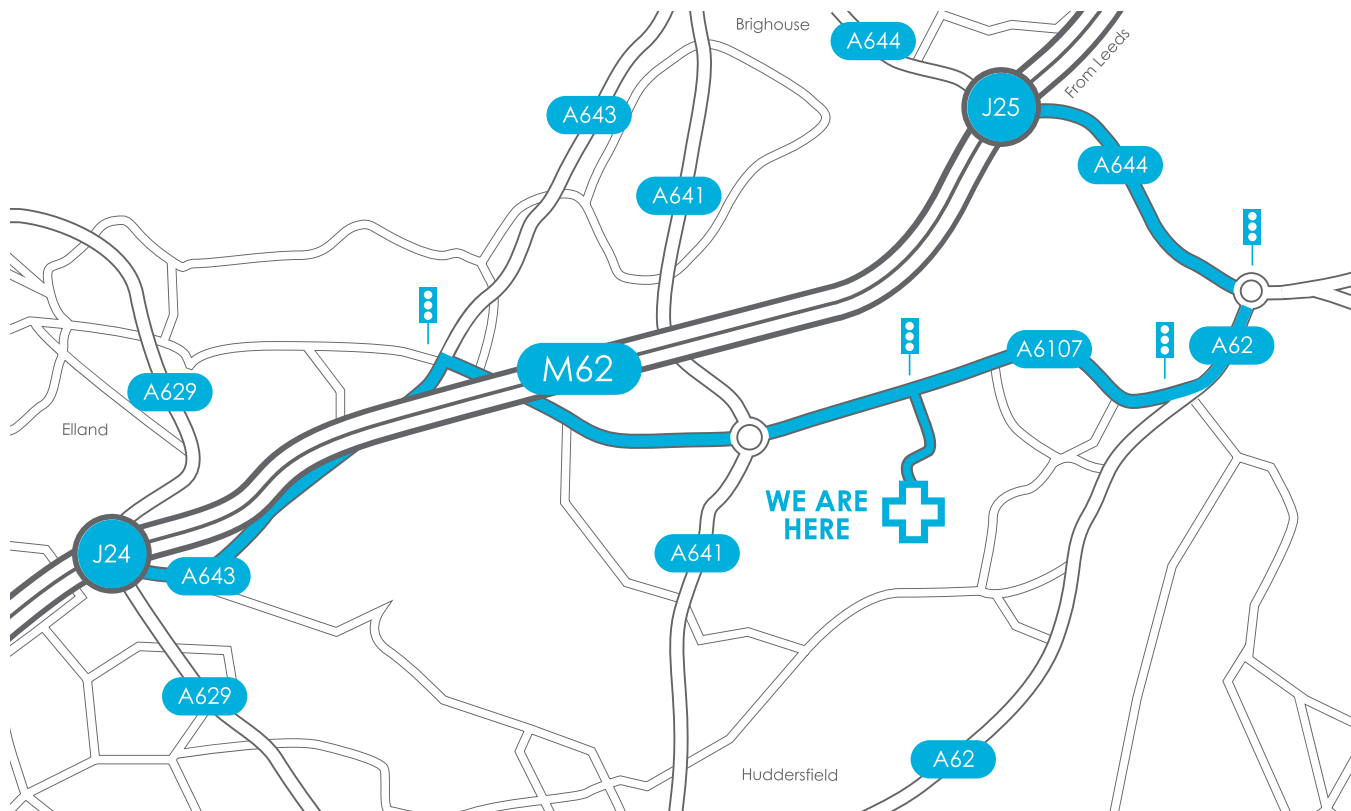 Brighouse
A644
From Leeds
J25
A643
A644
A641
M62
A6107
A62
A629
Elland
WE ARE
HERE
J24
A643
A641
A629
A62
Huddersfield